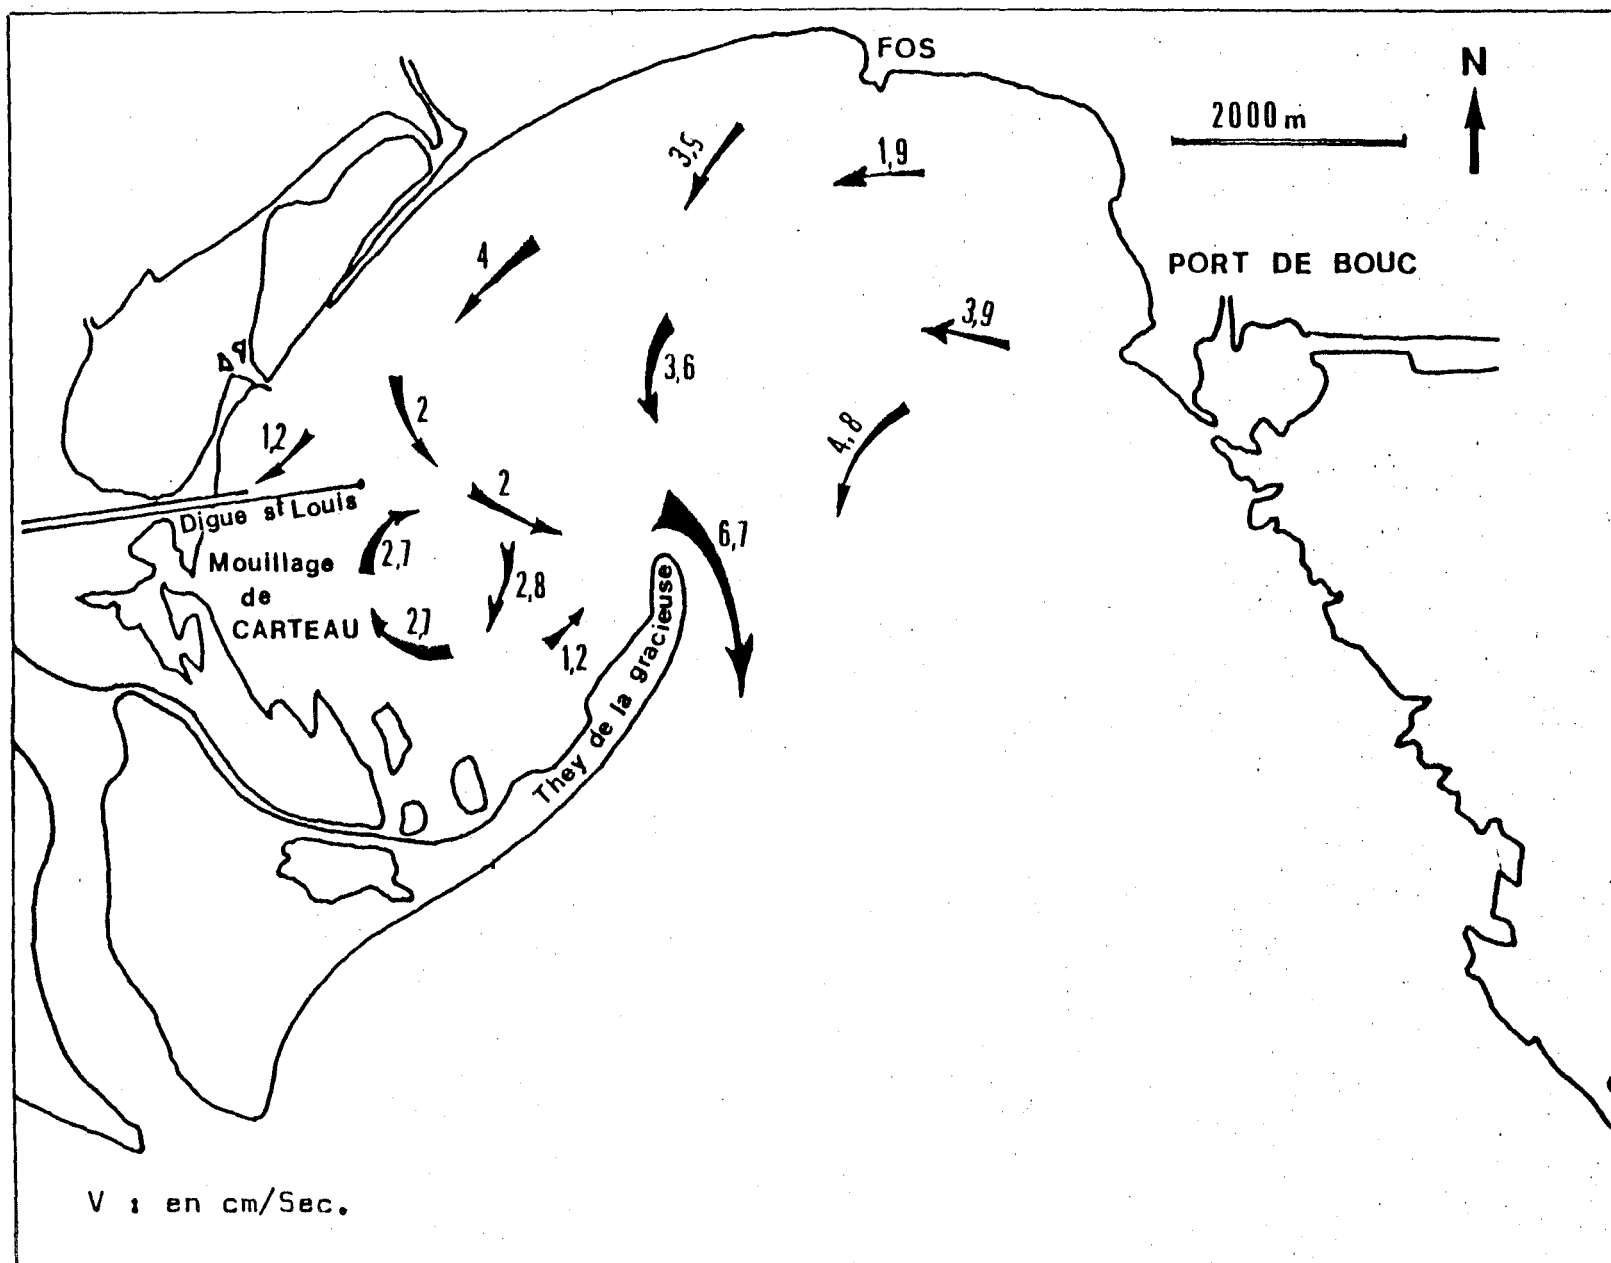 FOS
N
2000 m
3,5
1,9
PORT DE BOUC
4
3,9
3,6
2
4,8
1,2
2
Digue st Louis
6,7
2,7
Mouillage
de
CARTEAU
2,8
2,7
1,2
They de la gracieuse
V : en cm/Sec.